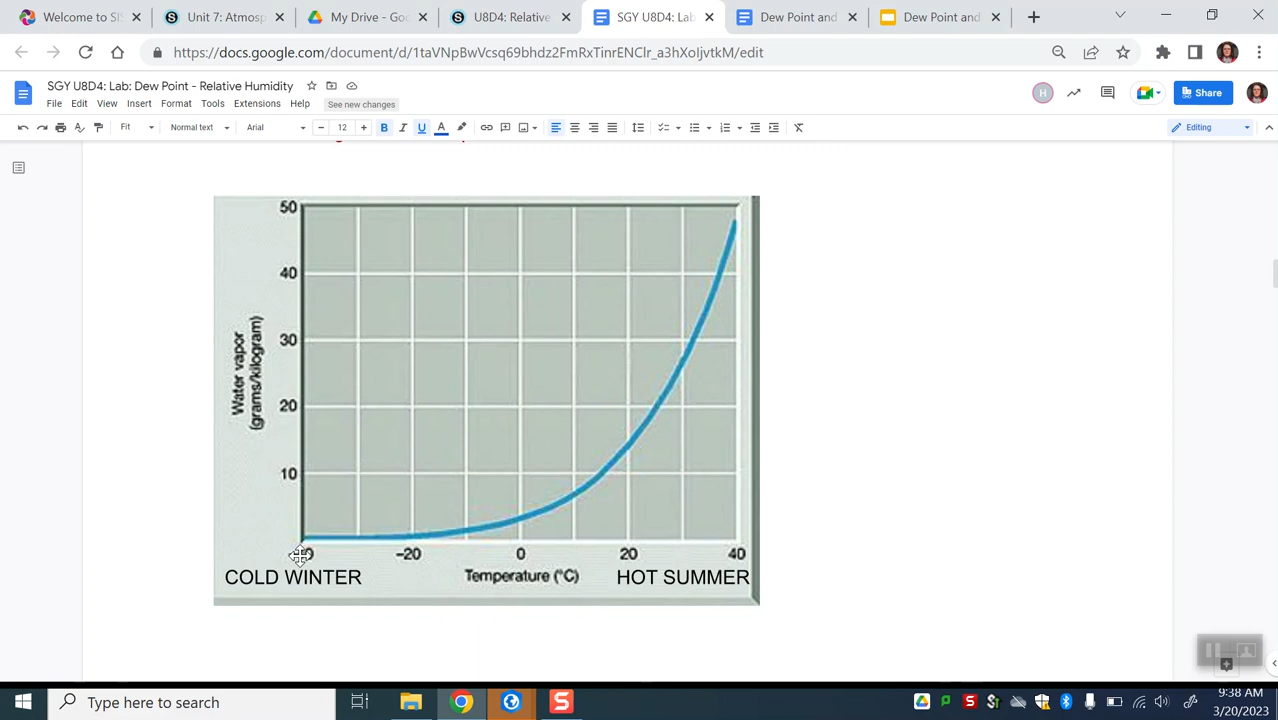 Welcome to SI
Unit 7: Atmosp
My Drive - Goo
U8D4: Relative
SGY U8D4: Lab
Dew Point and
Dew Point and
https://docs.google.com/document/d/1taVNpBwVcsq69bhdz2FmRxTinrENClr_a3hXoIjvtkM/edit
SGY U8D4: Lab: Dew Point - Relative Humidity
File Edit View Insert Format Tools Extensions Help See new changes
H
Share
Fit Normal text Arial 12 B I U A Editing
50
40
30
20
10
Water vapor
(grams/kilogram)
-20 0 20 40
COLD WINTER Temperature (°C) HOT SUMMER
Type here to search
9:38 AM
3/20/2023